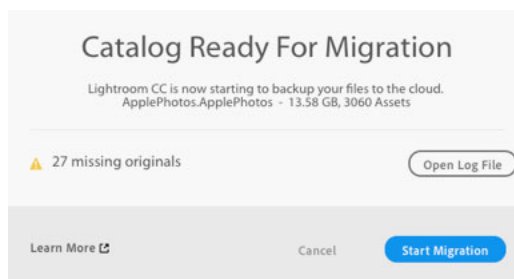 Catalog Ready For Migration
Lightroom CC is now starting to backup your files to the cloud.
ApplePhotos.ApplePhotos - 13.58 GB, 3060 Assets
27 missing originals
Open Log File
Learn More
Cancel
Start Migration